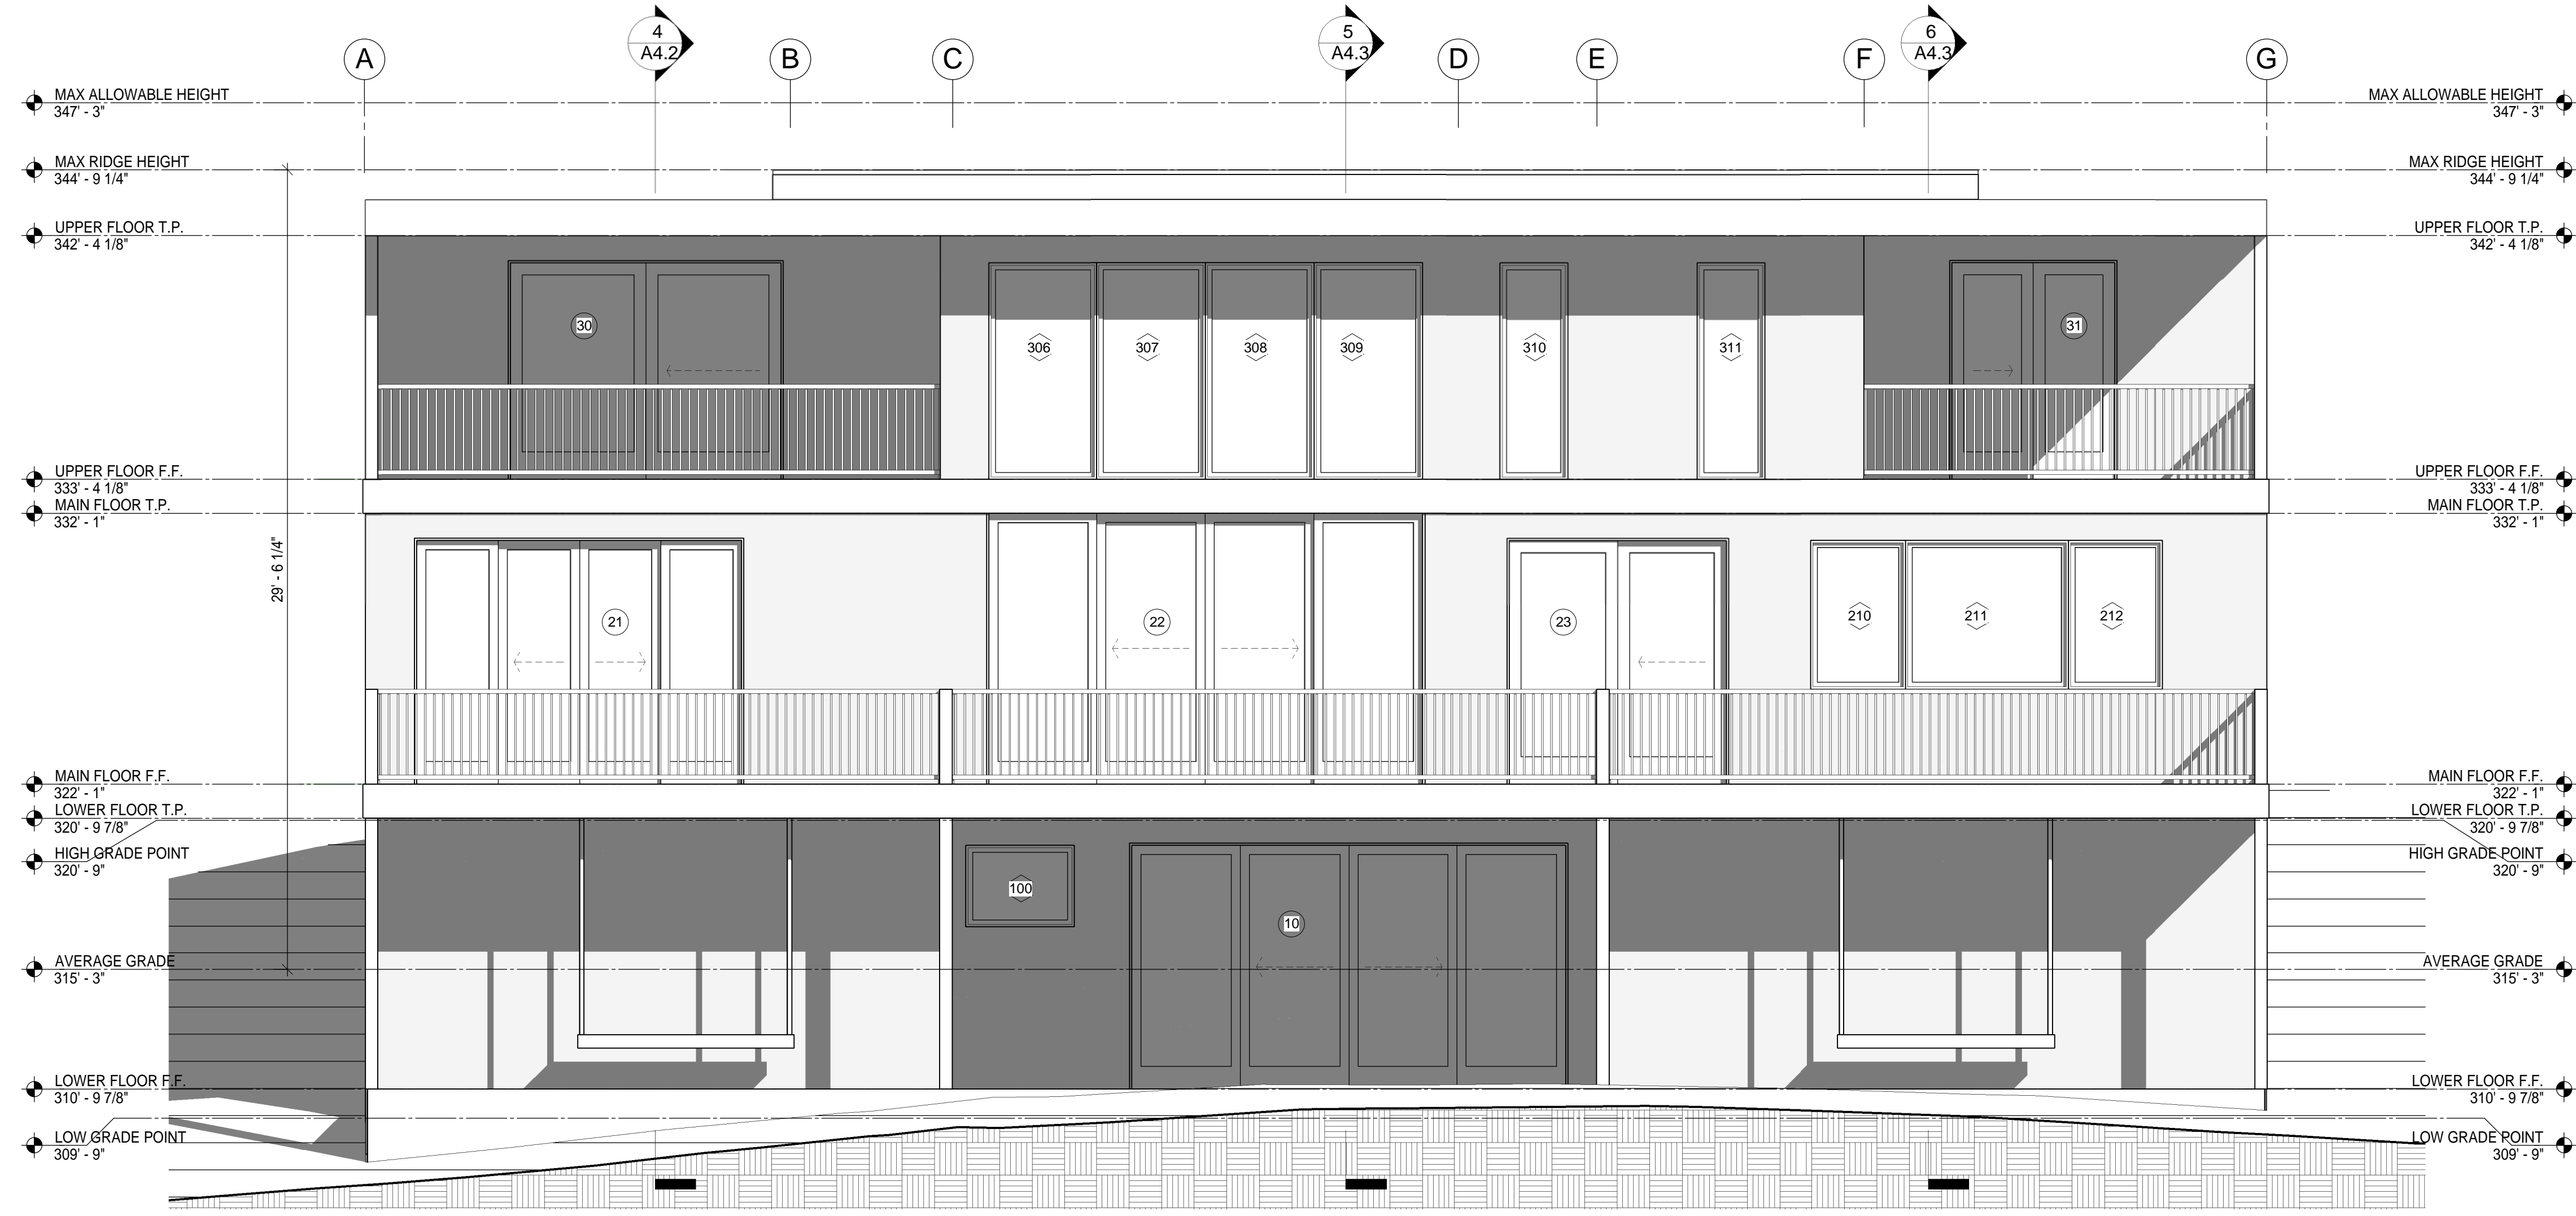 A
4
A4.2
B
C
5
A4.3
D
E
F
6
A4.3
G
MAX ALLOWABLE HEIGHT
347' - 3"
MAX ALLOWABLE HEIGHT
347' - 3"
MAX RIDGE HEIGHT
344' - 9 1/4"
MAX RIDGE HEIGHT
344' - 9 1/4"
UPPER FLOOR T.P.
342' - 4 1/8"
UPPER FLOOR T.P.
342' - 4 1/8"
30
306
307
308
309
310
311
31
UPPER FLOOR F.F.
333' - 4 1/8"
UPPER FLOOR F.F.
333' - 4 1/8"
MAIN FLOOR T.P.
332' - 1"
MAIN FLOOR T.P.
332' - 1"
29' - 6 1/4"
21
22
23
210
211
212
MAIN FLOOR F.F.
322' - 1"
MAIN FLOOR F.F.
322' - 1"
LOWER FLOOR T.P.
320' - 9 7/8"
LOWER FLOOR T.P.
320' - 9 7/8"
HIGH GRADE POINT
320' - 9"
HIGH GRADE POINT
320' - 9"
100
10
AVERAGE GRADE
315' - 3"
AVERAGE GRADE
315' - 3"
LOWER FLOOR F.F.
310' - 9 7/8"
LOWER FLOOR F.F.
310' - 9 7/8"
LOW GRADE POINT
309' - 9"
LOW GRADE POINT
309' - 9"